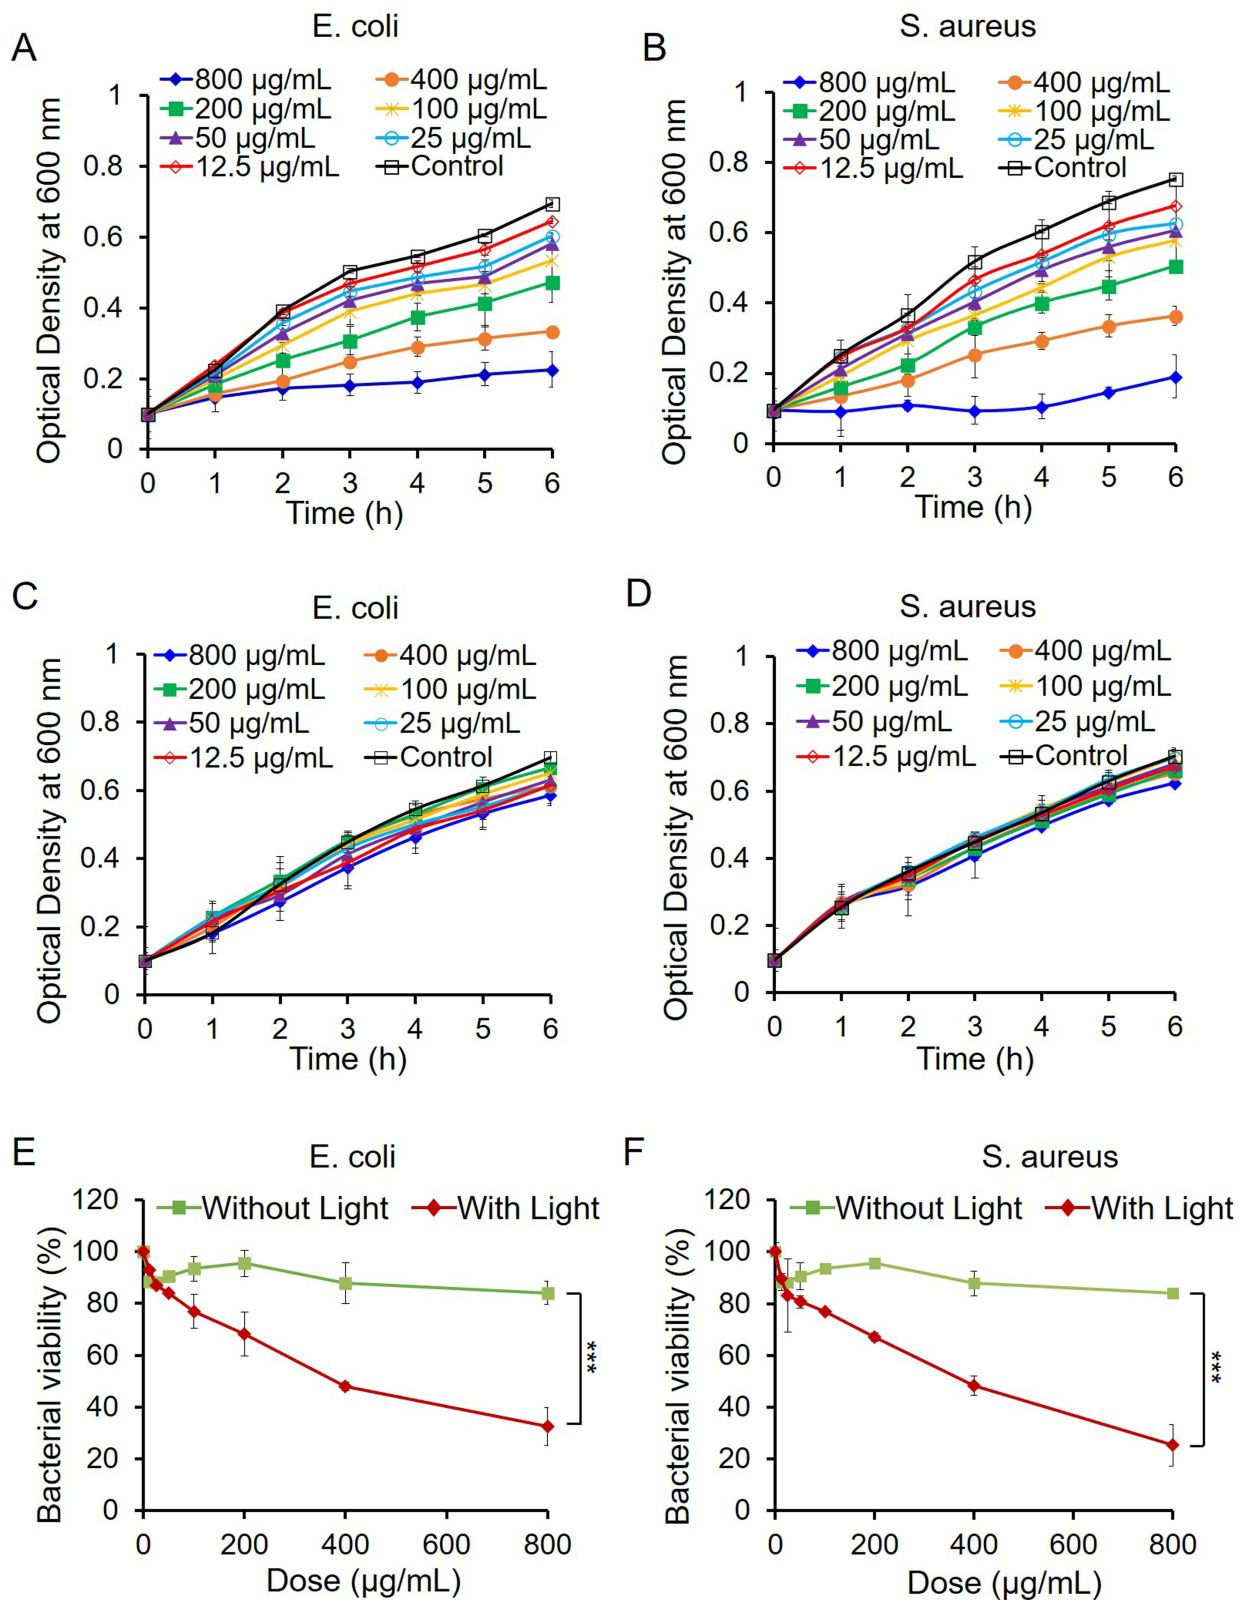 A
E. coli
800 µg/mL 400 µg/mL
200 µg/mL 100 µg/mL
50 µg/mL 25 µg/mL
12.5 µg/mL Control
Optical Density at 600 nm
1
0.8
0.6
0.4
0.2
0
0 1 2 3 4 5 6
Time (h)
B
S. aureus
800 µg/mL 400 µg/mL
200 µg/mL 100 µg/mL
50 µg/mL 25 µg/mL
12.5 µg/mL Control
Optical Density at 600 nm
1
0.8
0.6
0.4
0.2
0
0 1 2 3 4 5 6
Time (h)
C
E. coli
800 µg/mL 400 µg/mL
200 µg/mL 100 µg/mL
50 µg/mL 25 µg/mL
12.5 µg/mL Control
Optical Density at 600 nm
1
0.8
0.6
0.4
0.2
0
0 1 2 3 4 5 6
Time (h)
D
S. aureus
800 µg/mL 400 µg/mL
200 µg/mL 100 µg/mL
50 µg/mL 25 µg/mL
12.5 µg/mL Control
Optical Density at 600 nm
1
0.8
0.6
0.4
0.2
0
0 1 2 3 4 5 6
Time (h)
E
E. coli
Without Light With Light
Bacterial viability (%)
120
100
80
60
40
20
0
***
0 200 400 600 800
Dose (µg/mL)
F
S. aureus
Without Light With Light
Bacterial viability (%)
120
100
80
60
40
20
0
***
0 200 400 600 800
Dose (µg/mL)